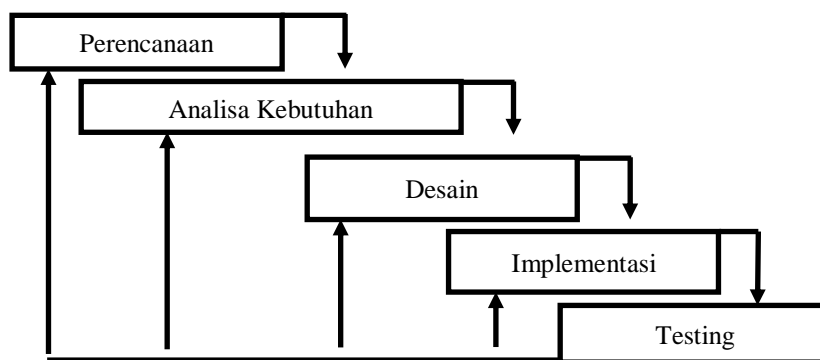 Perencanaan
Analisa Kebutuhan
Desain
Implementasi
Testing